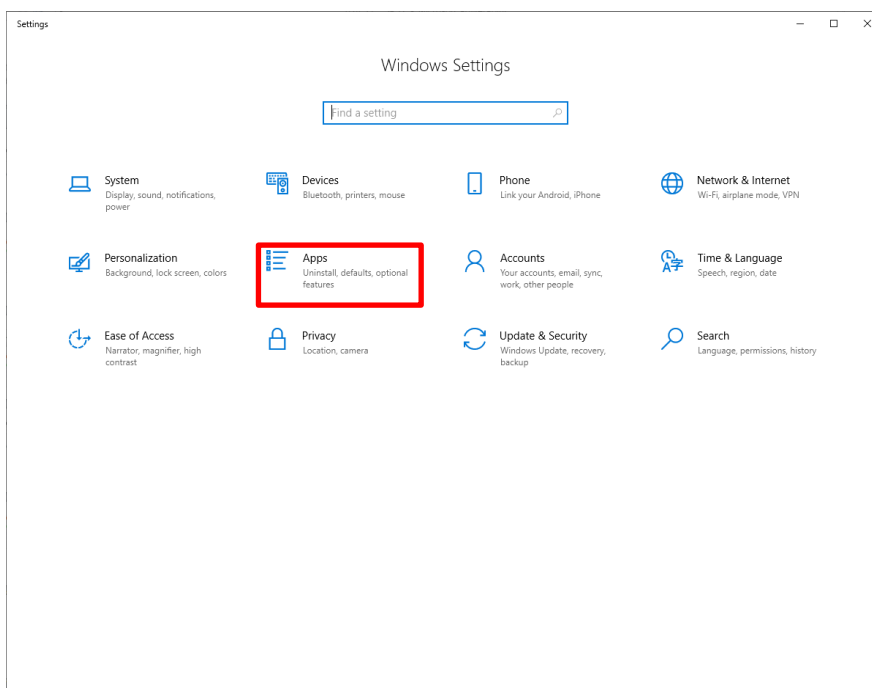 Settings
Windows Settings
Find a setting
System
Display, sound, notifications,
power
Devices
Bluetooth, printers, mouse
Phone
Link your Android, iPhone
Network & Internet
Wi-Fi, airplane mode, VPN
Personalization
Background, lock screen, colors
Apps
Uninstall, defaults, optional
features
Accounts
Your accounts, email, sync,
work, other people
Time & Language
Speech, region, date
Ease of Access
Narrator, magnifier, high
contrast
Privacy
Location, camera
Update & Security
Windows Update, recovery,
backup
Search
Language, permissions, history